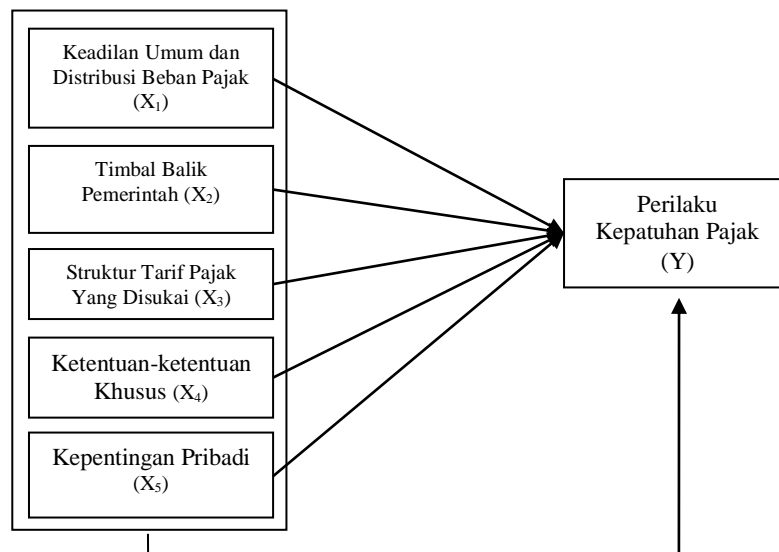 Keadilan Umum dan
Distribusi Beban Pajak
(X₁)
Timbal Balik
Pemerintah (X₂)
Struktur Tarif Pajak
Yang Disukai (X₃)
Ketentuan-ketentuan
Khusus (X₄)
Kepentingan Pribadi
(X₅)
Perilaku
Kepatuhan Pajak
(Y)